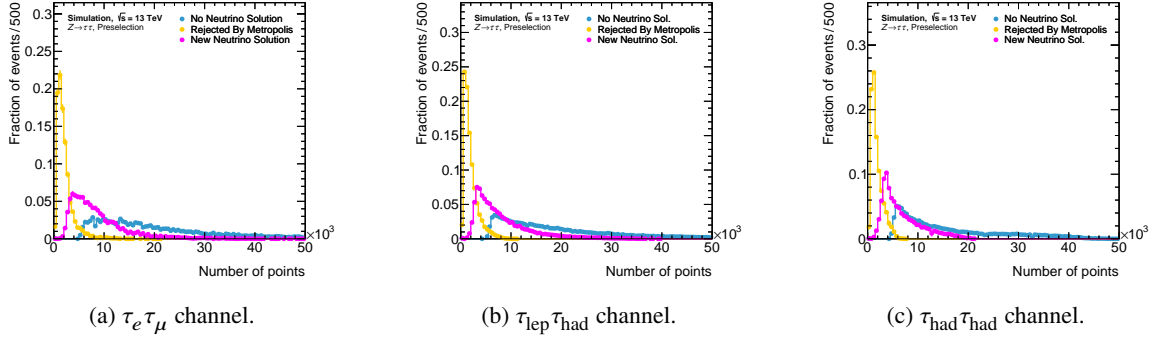 Fraction of events/500
0.3
0.25
0.2
0.15
0.1
0.05
0
Simulation, √s = 13 TeV
Z→ττ, Preselection
No Neutrino Solution
Rejected By Metropolis
New Neutrino Solution
0 10 20 30 40 50
×10³
Number of points
(a) τeτμ channel.
Fraction of events/500
0.3
0.25
0.2
0.15
0.1
0.05
0
Simulation, √s = 13 TeV
Z→ττ, Preselection
No Neutrino Sol.
Rejected By Metropolis
New Neutrino Sol.
0 10 20 30 40 50
×10³
Number of points
(b) τlepτhad channel.
Fraction of events/500
0.3
0.2
0.1
0
Simulation, √s = 13 TeV
Z→ττ, Preselection
No Neutrino Sol.
Rejected By Metropolis
New Neutrino Sol.
0 10 20 30 40 50
×10³
Number of points
(c) τhadτhad channel.